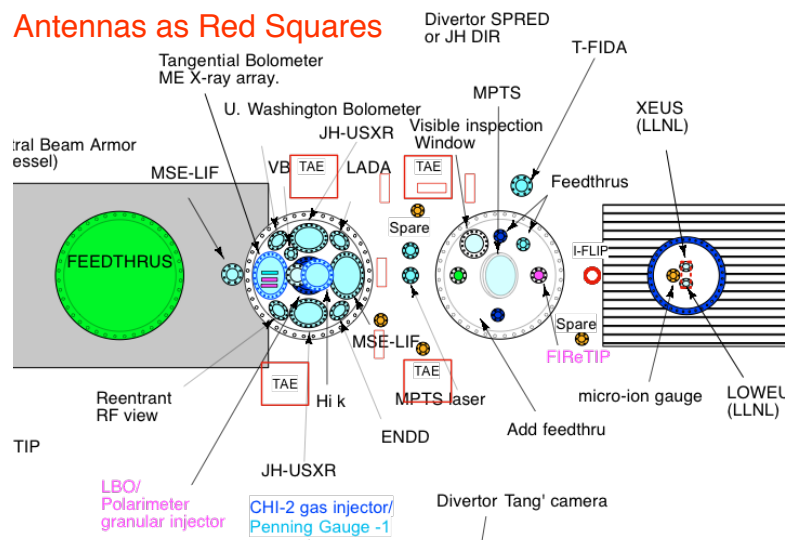 Antennas as Red Squares
Divertor SPRED
or JH DIR
T-FIDA
Tangential Bolometer
ME X-ray array.
MPTS
XEUS
(LLNL)
U. Washington Bolometer
JH-USXR
Visible inspection
Window
tral Beam Armor
essel)
MSE-LIF
VB
TAE
LADA
TAE
Feedthrus
Spare
FEEDTHRUS
I-FLIP
Spare
MSE-LIF
FIReTIP
TAE
TAE
Reentrant
RF view
Hi k
MPTS laser
micro-ion gauge
LOWEU
(LLNL)
ENDD
Add feedthru
TIP
JH-USXR
LBO/
Polarimeter
granular injector
CHI-2 gas injector/
Penning Gauge -1
Divertor Tang' camera